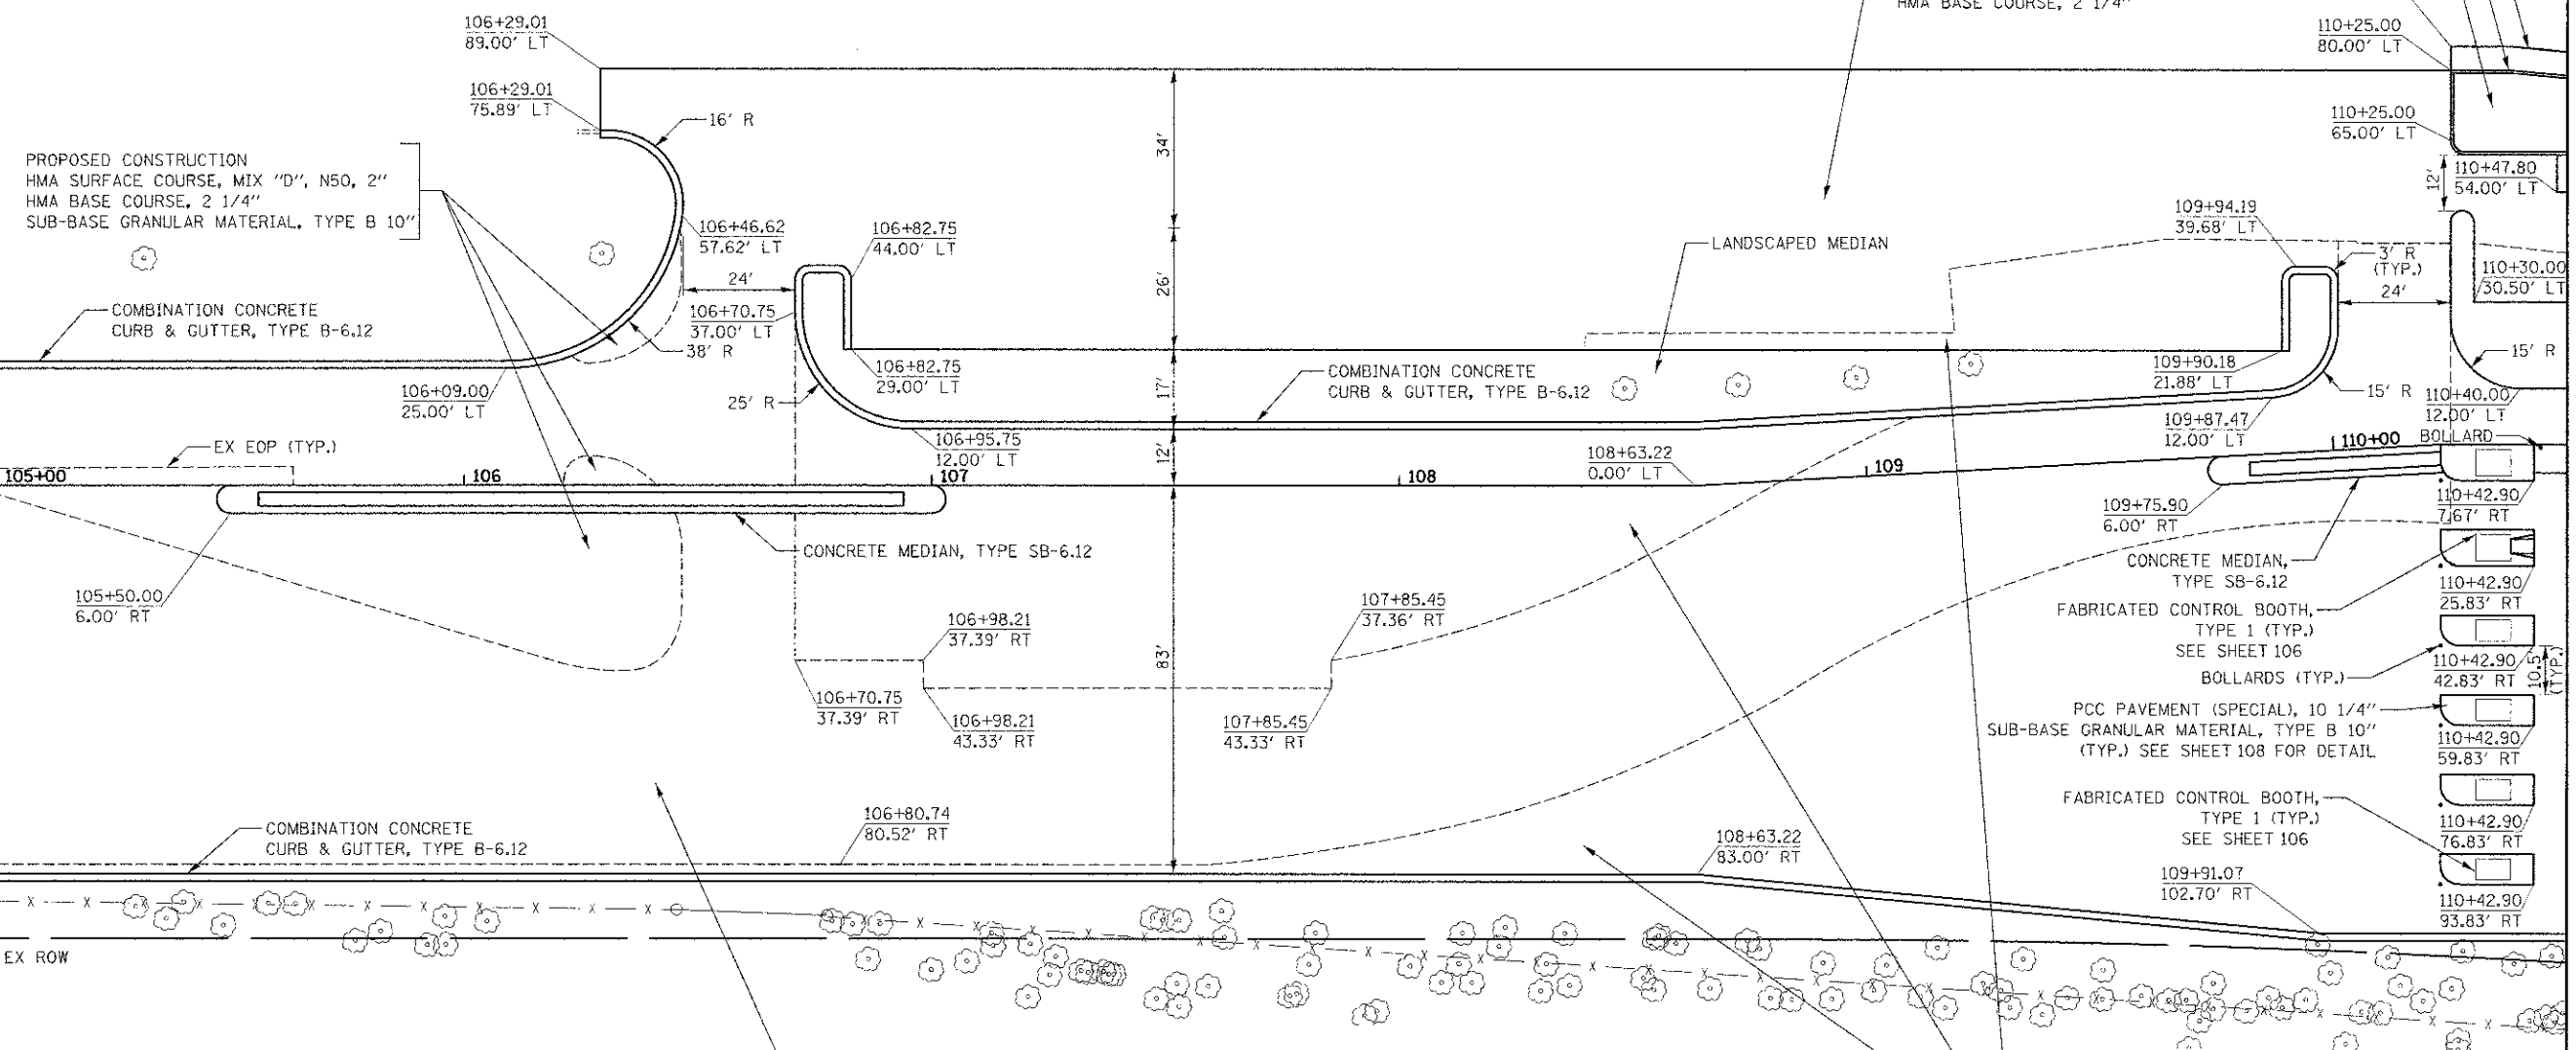 HMA BASE COURSE, 2 1/4"
106+29.01
89.00' LT
110+25.00
80.00' LT
106+29.01
75.89' LT
16' R
110+25.00
65.00' LT
34'
PROPOSED CONSTRUCTION
HMA SURFACE COURSE, MIX "D", N50, 2"
HMA BASE COURSE, 2 1/4"
SUB-BASE GRANULAR MATERIAL, TYPE B 10"
12'
110+47.80
54.00' LT
106+46.62
57.62' LT
106+82.75
44.00' LT
109+94.19
39.68' LT
LANDSCAPED MEDIAN
3' R
(TYP.)
110+30.00
30.50' LT
24'
26'
24'
COMBINATION CONCRETE
CURB & GUTTER, TYPE B-6.12
106+70.75
37.00' LT
38' R
15' R
106+82.75
29.00' LT
COMBINATION CONCRETE
CURB & GUTTER, TYPE B-6.12
109+90.18
21.88' LT
106+09.00
25.00' LT
25' R
17'
15' R
110+40.00
12.00' LT
109+87.47
12.00' LT
EX EOP (TYP.)
106+95.75
12.00' LT
12'
108+63.22
0.00' LT
110+00
BOLLARD
105+00
106
107
108
109
110+42.90
7.67' RT
109+75.90
6.00' RT
CONCRETE MEDIAN, TYPE SB-6.12
CONCRETE MEDIAN,
TYPE SB-6.12
110+42.90
25.83' RT
105+50.00
6.00' RT
107+85.45
37.36' RT
FABRICATED CONTROL BOOTH,
TYPE 1 (TYP.)
SEE SHEET 106
106+98.21
37.39' RT
83'
110+42.90
42.83' RT
10.5'
(TYP.)
BOLLARDS (TYP.)
106+70.75
37.39' RT
106+98.21
43.33' RT
107+85.45
43.33' RT
PCC PAVEMENT (SPECIAL), 10 1/4"
SUB-BASE GRANULAR MATERIAL, TYPE B 10"
(TYP.) SEE SHEET 108 FOR DETAIL
110+42.90
59.83' RT
FABRICATED CONTROL BOOTH,
TYPE 1 (TYP.)
SEE SHEET 106
110+42.90
76.83' RT
106+80.74
80.52' RT
COMBINATION CONCRETE
CURB & GUTTER, TYPE B-6.12
108+63.22
83.00' RT
109+91.07
102.70' RT
110+42.90
93.83' RT
EX ROW